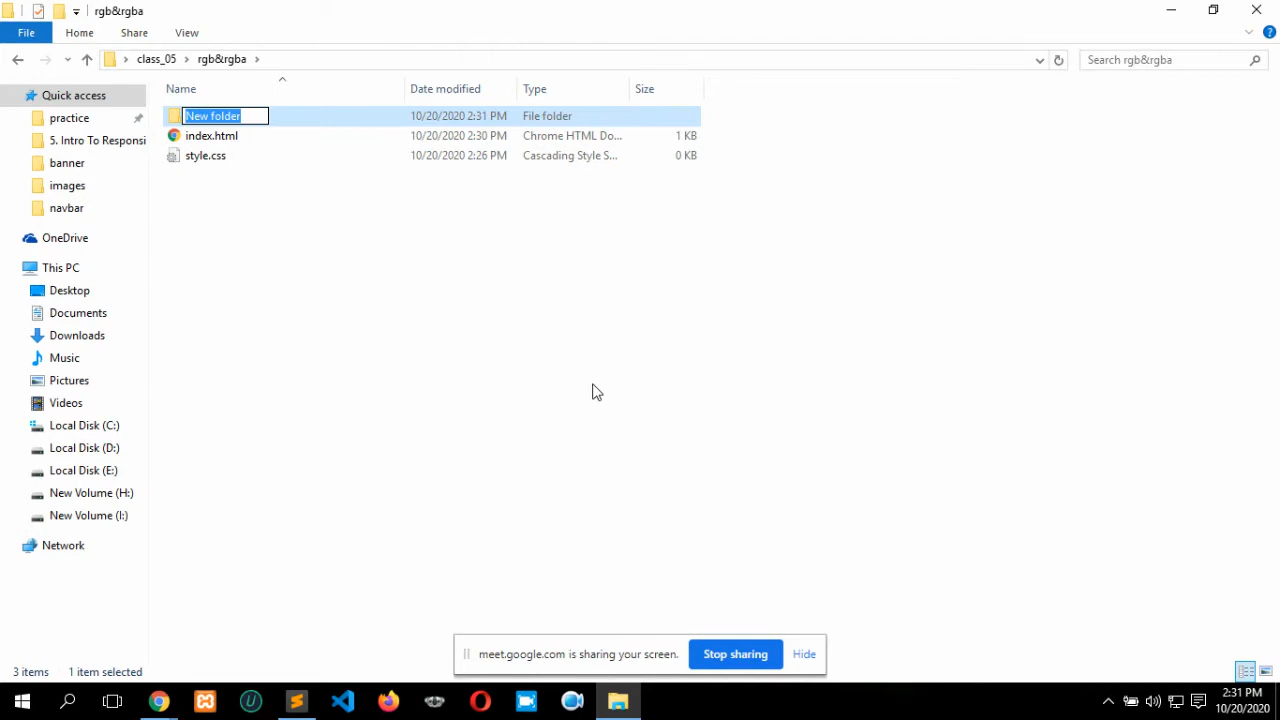 rgb&rgba
File Home Share View
class_05 rgb&rgba Search rgb&rgba
Name Date modified Type Size
Quick access
practice
5. Intro To Responsi
banner
images
navbar
OneDrive
This PC
Desktop
Documents
Downloads
Music
Pictures
Videos
Local Disk (C:)
Local Disk (D:)
Local Disk (E:)
New Volume (H:)
New Volume (I:)
Network
New folder 10/20/2020 2:31 PM File folder
index.html 10/20/2020 2:30 PM Chrome HTML Do... 1 KB
style.css 10/20/2020 2:26 PM Cascading Style S... 0 KB
meet.google.com is sharing your screen. Stop sharing Hide
3 items 1 item selected
2:31 PM
10/20/2020